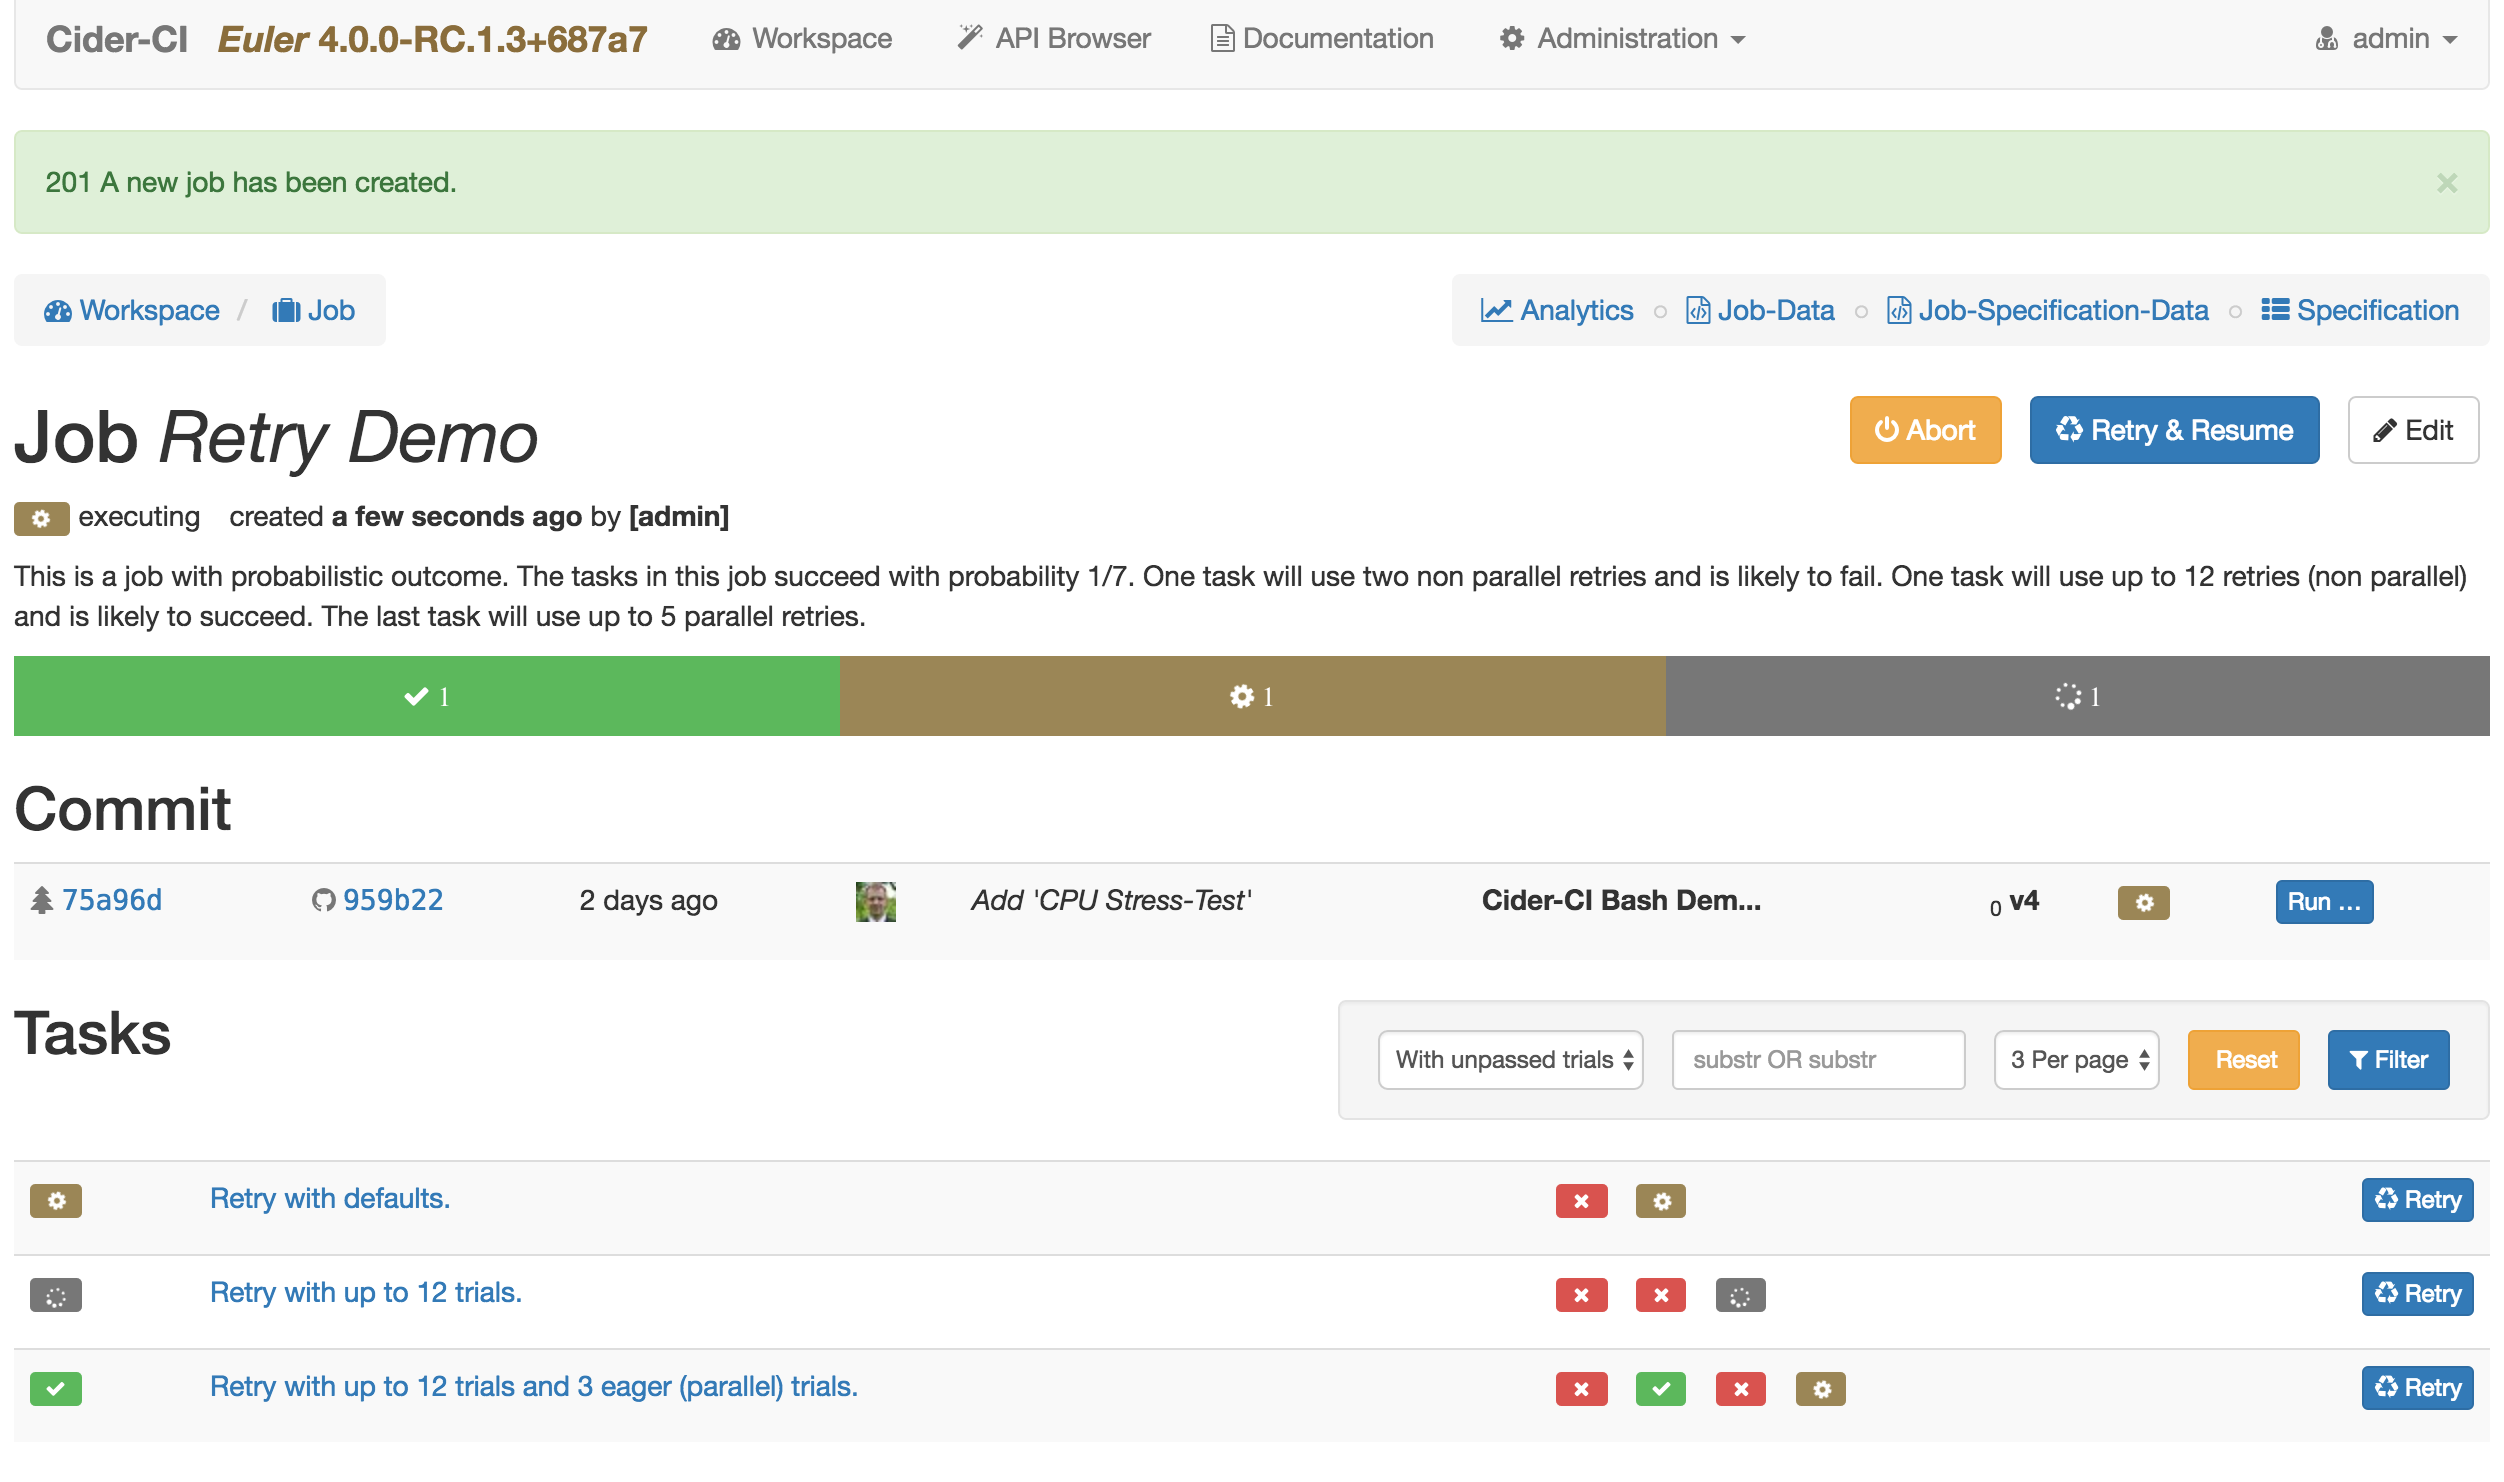 Cider-CI Euler 4.0.0-RC.1.3+687a7 Workspace API Browser Documentation Administration admin
201 A new job has been created. ×
Workspace / Job Analytics Job-Data Job-Specification-Data Specification
Job Retry Demo Abort Retry & Resume Edit
executing created a few seconds ago by [admin]
This is a job with probabilistic outcome. The tasks in this job succeed with probability 1/7. One task will use two non parallel retries and is likely to fail. One task will use up to 12 retries (non parallel)
and is likely to succeed. The last task will use up to 5 parallel retries.
1 1 1
Commit
75a96d 959b22 2 days ago Add 'CPU Stress-Test' Cider-CI Bash Dem... 0 v4 Run ...
Tasks
With unpassed trials substr OR substr 3 Per page Reset Filter
Retry with defaults. Retry
Retry with up to 12 trials. Retry
Retry with up to 12 trials and 3 eager (parallel) trials. Retry